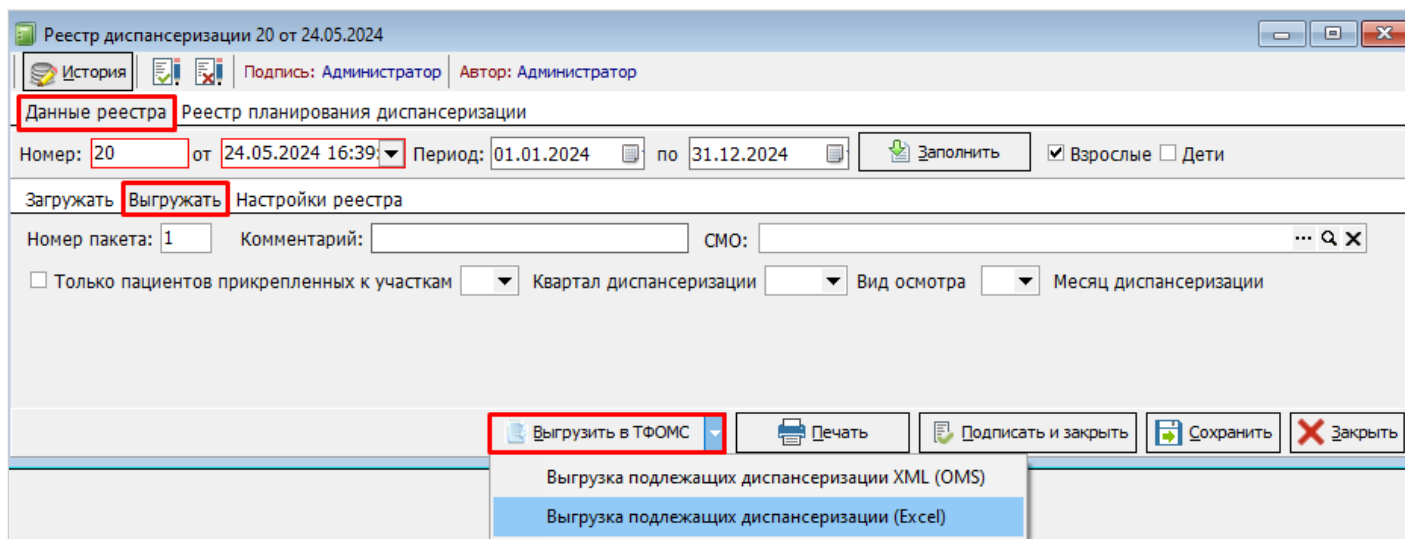 Реестр диспансеризации 20 от 24.05.2024
История Подпись: Администратор Автор: Администратор
Данные реестра Реестр планирования диспансеризации
Номер: 20 от 24.05.2024 16:39: Период: 01.01.2024 по 31.12.2024 Заполнить Взрослые Дети
Загружать Выгружать Настройки реестра
Номер пакета: 1 Комментарий: СМО:
Только пациентов прикрепленных к участкам Квартал диспансеризации Вид осмотра Месяц диспансеризации
Выгрузить в ТФОМС Печать Подписать и закрыть Сохранить Закрыть
Выгрузка подлежащих диспансеризации XML (OMS)
Выгрузка подлежащих диспансеризации (Excel)